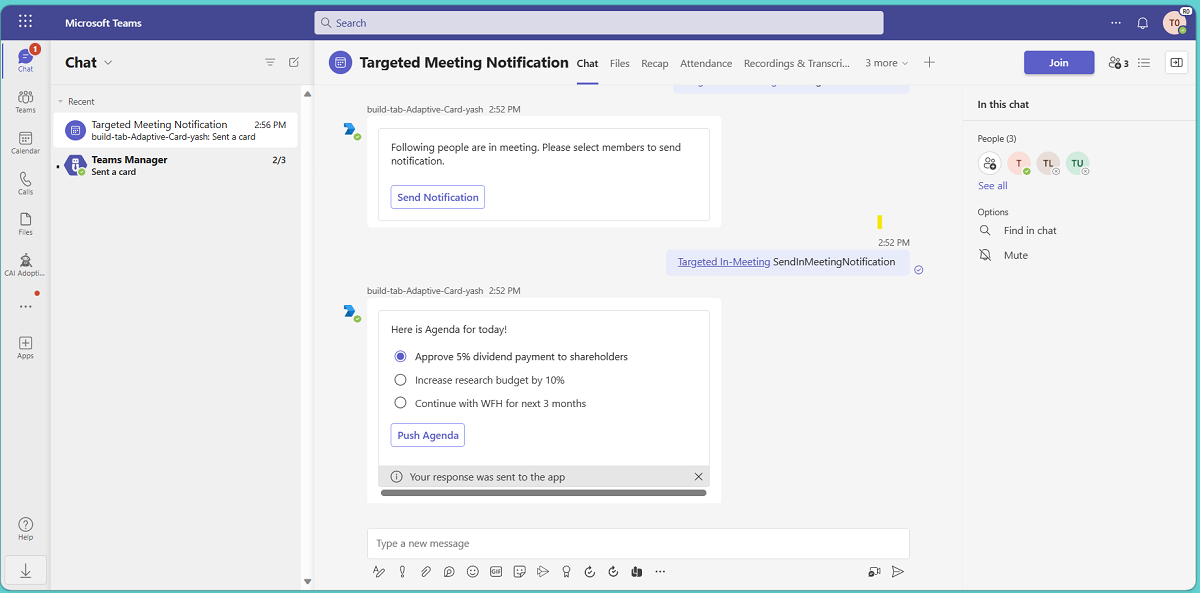 Microsoft Teams
Search
TO
R0
1
Chat
Teams
Calendar
Calls
Files
CAI Adopti...
Apps
Help
Chat
Recent
Targeted Meeting Notification 2:56 PM
build-tab-Adaptive-Card-yash: Sent a card
Teams Manager 2/3
Sent a card
Targeted Meeting Notification Chat Files Recap Attendance Recordings & Transcri... 3 more Join 3
build-tab-Adaptive-Card-yash 2:52 PM
Following people are in meeting. Please select members to send
notification.
Send Notification
2:52 PM
Targeted In-Meeting SendInMeetingNotification
build-tab-Adaptive-Card-yash 2:52 PM
Here is Agenda for today!
Approve 5% dividend payment to shareholders
Increase research budget by 10%
Continue with WFH for next 3 months
Push Agenda
Your response was sent to the app
Type a new message
GIF
In this chat
People (3)
T TL TU
See all
Options
Find in chat
Mute